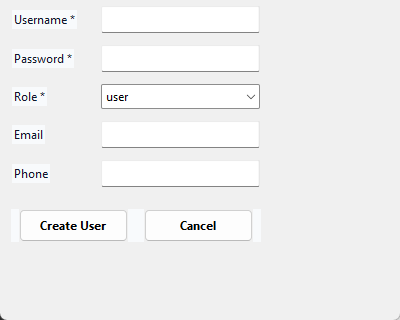 Username *
Password *
Role *
user
Email
Phone
Create User
Cancel